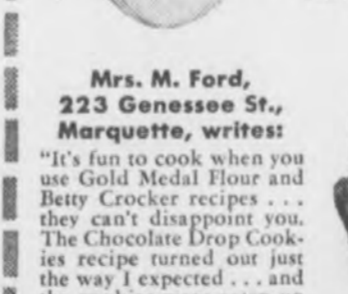 Mrs. M. Ford,
223 Genessee St.,
Marquette, writes:
"It's fun to cook when you
use Gold Medal Flour and
Betty Crocker recipes . . .
they can't disappoint you.
The Chocolate Drop Cook-
ies recipe turned out just
the way I expected . . . and